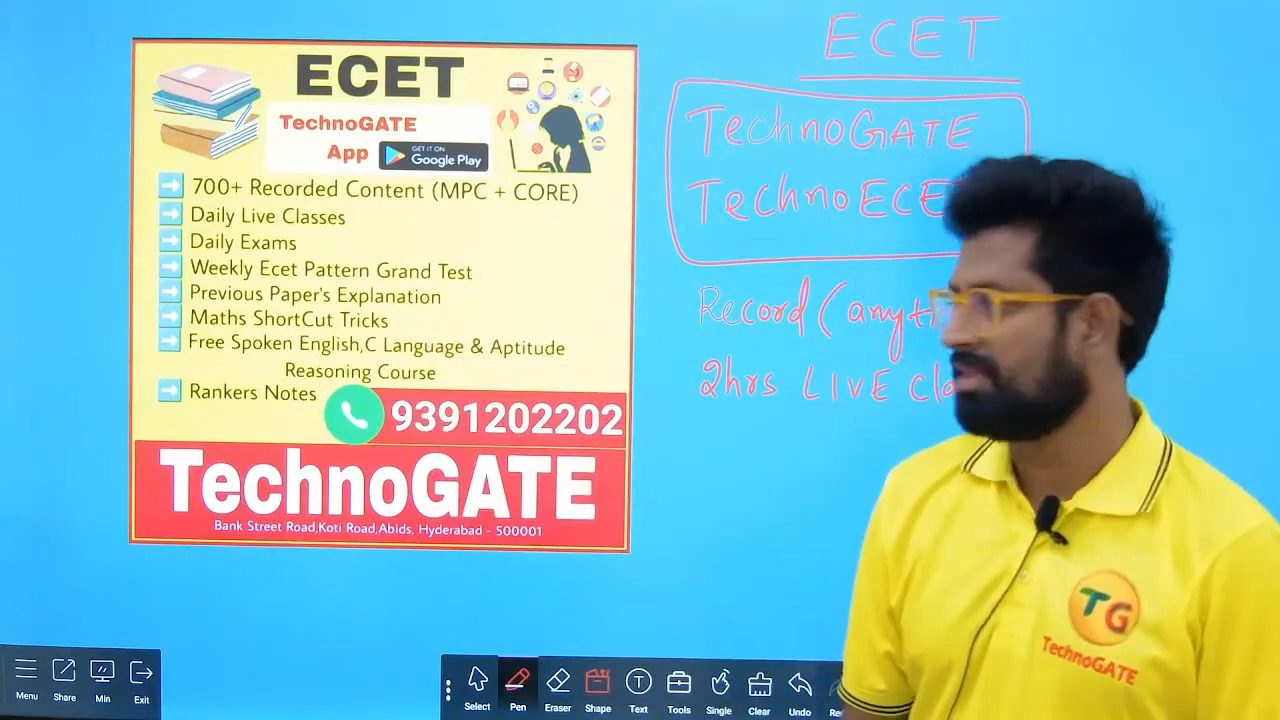 ECET
TechnoGATE
App
GET IT ON
Google Play
700+ Recorded Content (MPC + CORE)
Daily Live Classes
Daily Exams
Weekly Ecet Pattern Grand Test
Previous Paper's Explanation
Maths ShortCut Tricks
Free Spoken English,C Language & Aptitude
Reasoning Course
Rankers Notes
9391202202
TechnoGATE
Bank Street Road,Koti Road,Abids, Hyderabad - 500001
ECET
TechnoGATE
TechnoECE
Record (anyt
2hrs LIVE Cla
TG
TechnoGATE
Menu
Share
Min
Exit
Select
Pen
Eraser
Shape
Text
Tools
Single
Clear
Undo